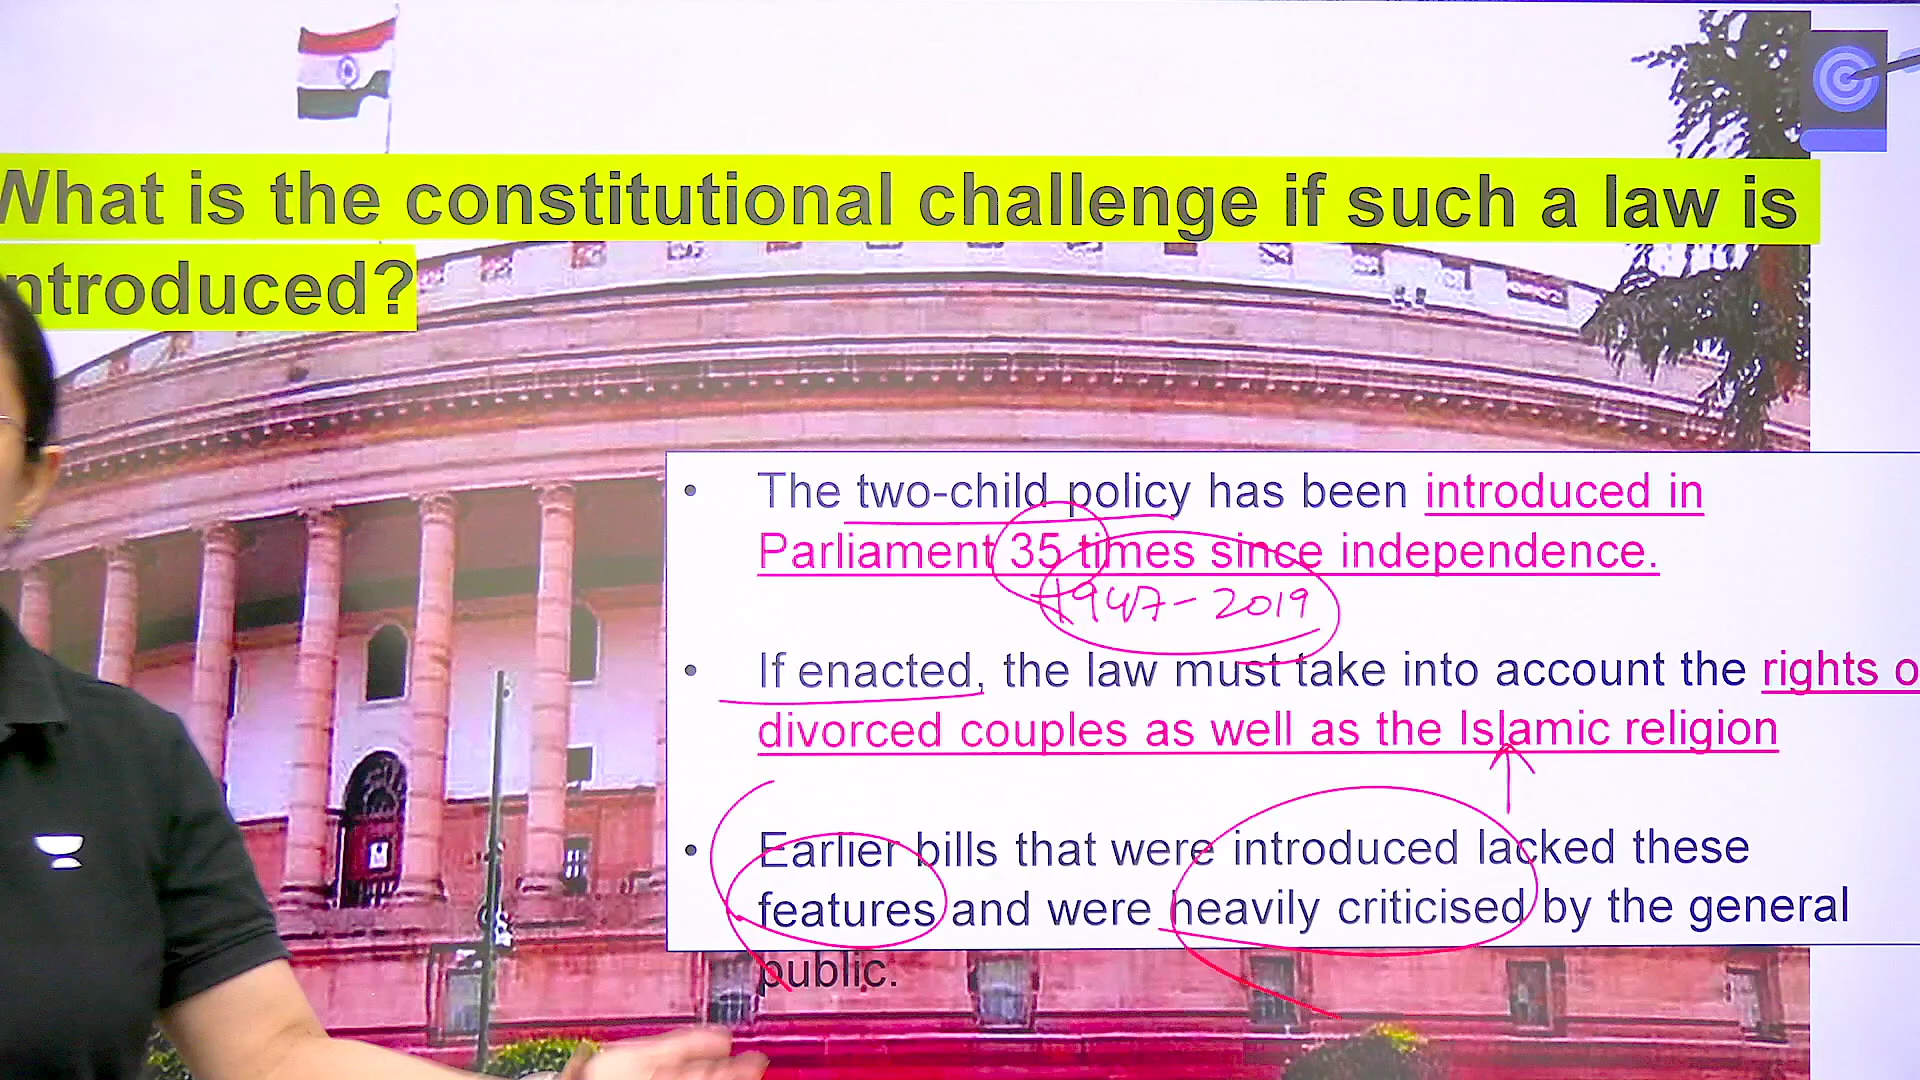 What is the constitutional challenge if such a law is
introduced?
• The two-child policy has been introduced in
Parliament 35 times since independence.
1947-2019
• If enacted, the law must take into account the rights o
divorced couples as well as the Islamic religion
• Earlier bills that were introduced lacked these
features and were heavily criticised by the general
public.